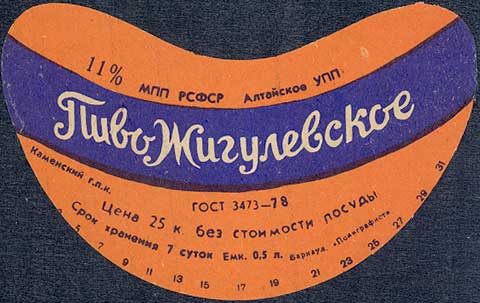 11% МПП РСФСР Алтайское УПП
Пиво Жигулевское
Каменский г.п.к.
ГОСТ 3473—78
Цена 25 к. без стоимости посуды
Срок хранения 7 суток Емк. 0,5 л. Барнаул. «Полиграфист»
5 7 9 11 13 15 17 19 21 23 25 27 29 31